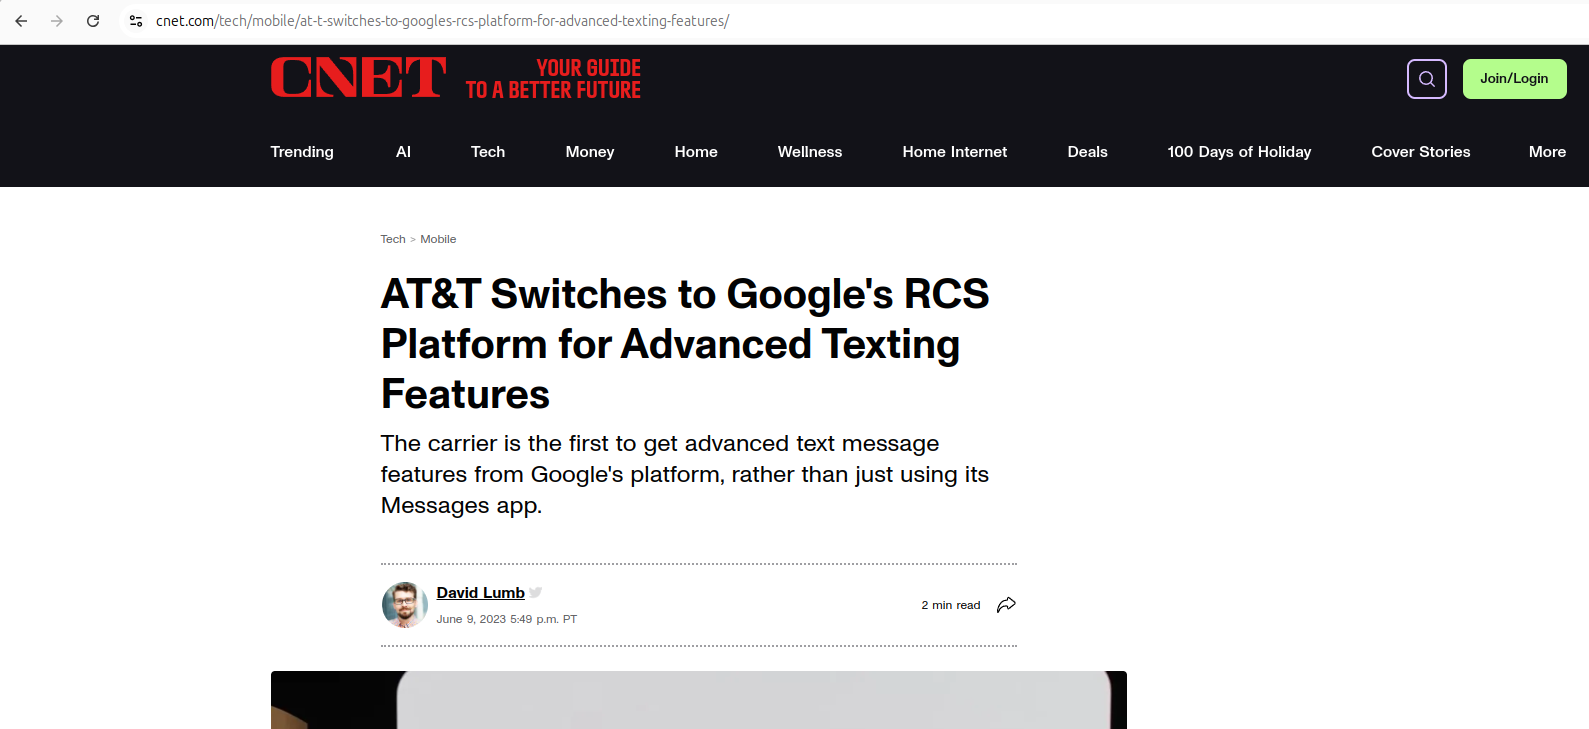 cnet.com/tech/mobile/at-t-switches-to-googles-rcs-platform-for-advanced-texting-features/
CNET
YOUR GUIDE
TO A BETTER FUTURE
Join/Login
Trending AI Tech Money Home Wellness Home Internet Deals 100 Days of Holiday Cover Stories More
Tech > Mobile
AT&T Switches to Google's RCS
Platform for Advanced Texting
Features
The carrier is the first to get advanced text message
features from Google's platform, rather than just using its
Messages app.
David Lumb
June 9, 2023 5:49 p.m. PT
2 min read